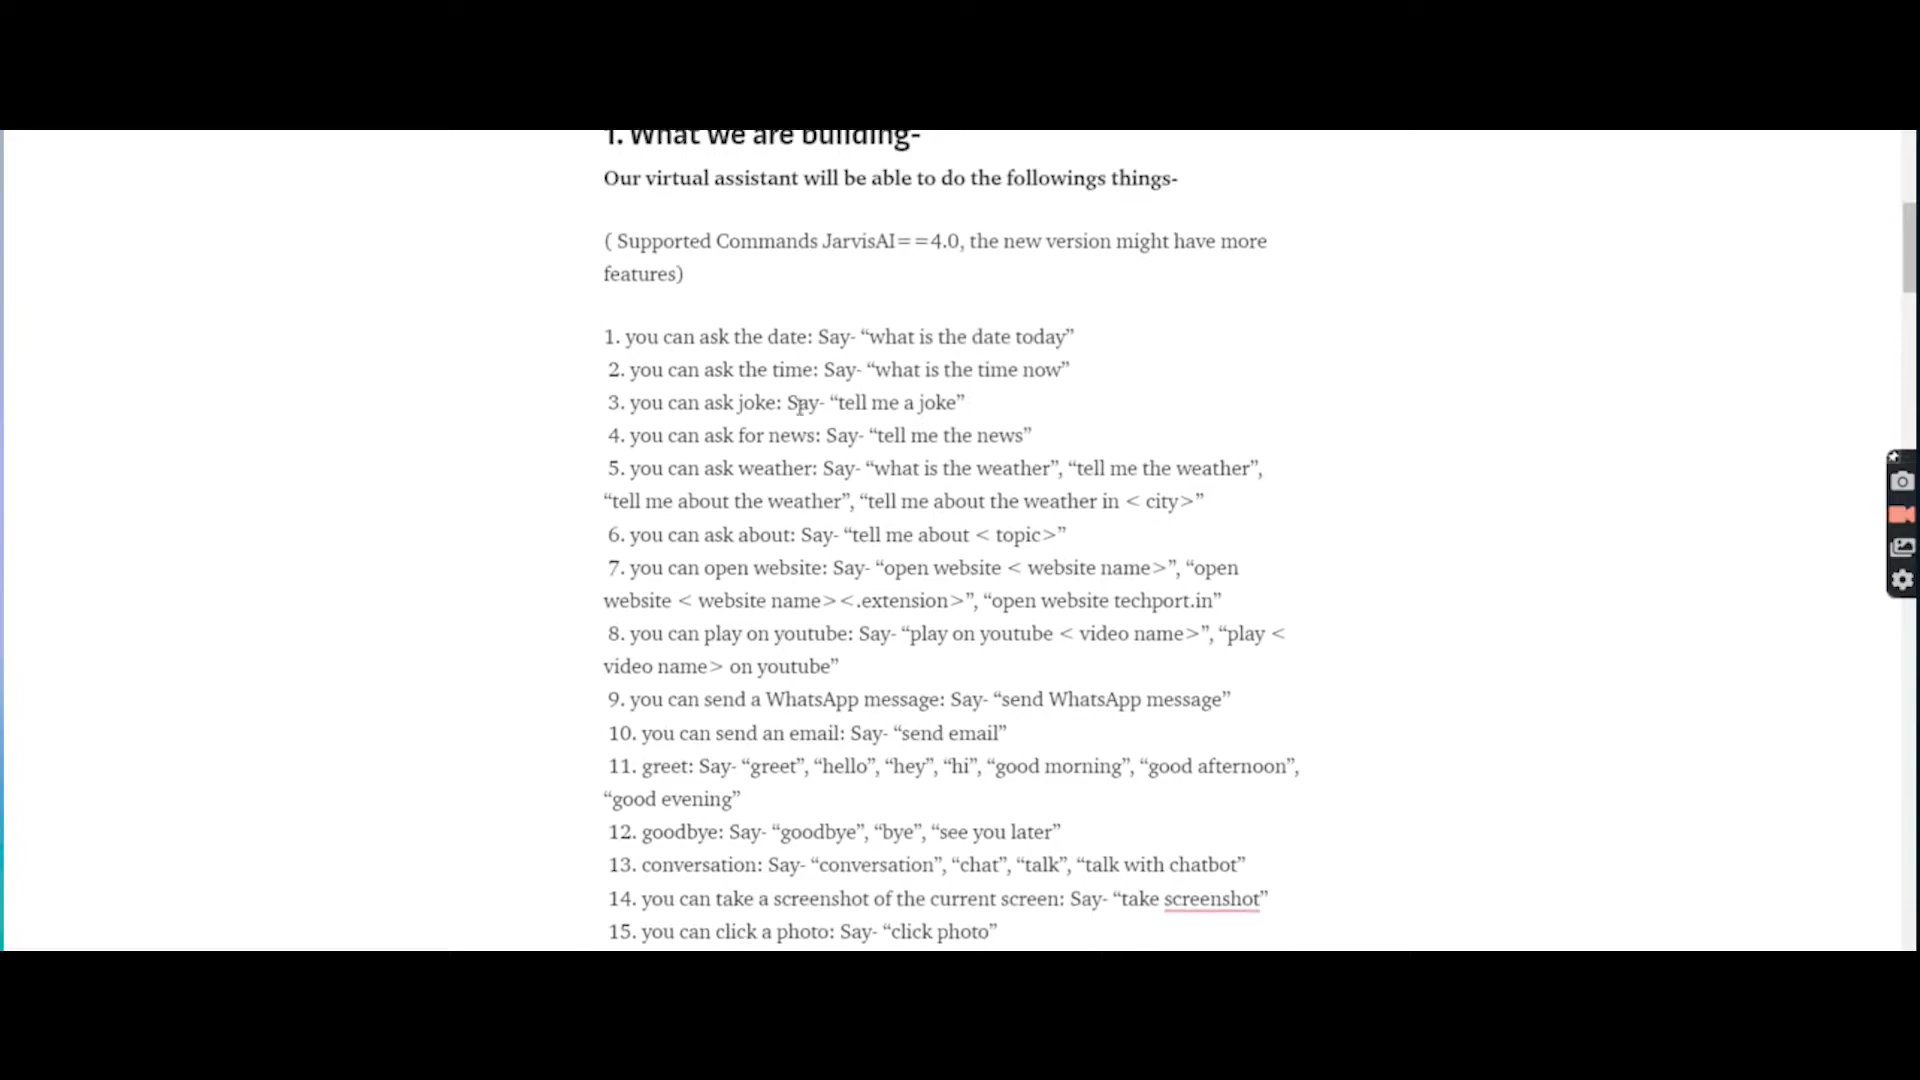 1. What we are building-
Our virtual assistant will be able to do the followings things-
( Supported Commands JarvisAI==4.0, the new version might have more
features)
1. you can ask the date: Say- “what is the date today”
2. you can ask the time: Say- “what is the time now”
3. you can ask joke: Say- “tell me a joke”
4. you can ask for news: Say- “tell me the news”
5. you can ask weather: Say- “what is the weather”, “tell me the weather”,
“tell me about the weather”, “tell me about the weather in < city>”
6. you can ask about: Say- “tell me about < topic>”
7. you can open website: Say- “open website < website name>”, “open
website < website name><.extension>”, “open website techport.in”
8. you can play on youtube: Say- “play on youtube < video name>”, “play <
video name> on youtube”
9. you can send a WhatsApp message: Say- “send WhatsApp message”
10. you can send an email: Say- “send email”
11. greet: Say- “greet”, “hello”, “hey”, “hi”, “good morning”, “good afternoon”,
“good evening”
12. goodbye: Say- “goodbye”, “bye”, “see you later”
13. conversation: Say- “conversation”, “chat”, “talk”, “talk with chatbot”
14. you can take a screenshot of the current screen: Say- “take screenshot”
15. you can click a photo: Say- “click photo”